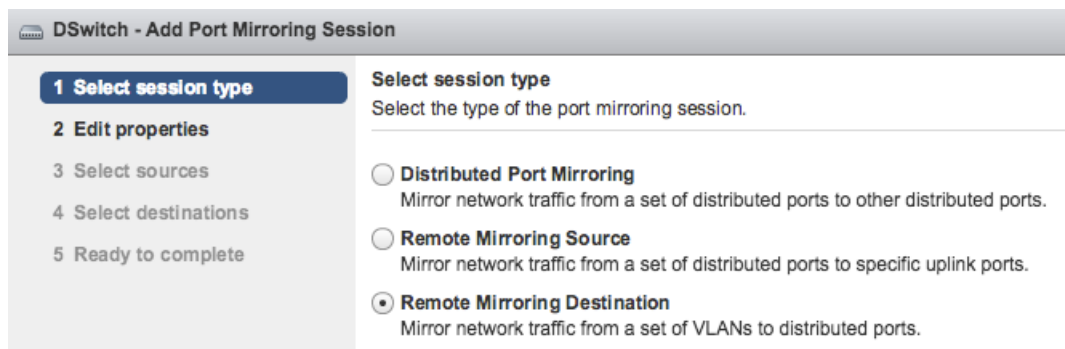 DSwitch - Add Port Mirroring Session
1 Select session type
2 Edit properties
3 Select sources
4 Select destinations
5 Ready to complete
Select session type
Select the type of the port mirroring session.
Distributed Port Mirroring
Mirror network traffic from a set of distributed ports to other distributed ports.
Remote Mirroring Source
Mirror network traffic from a set of distributed ports to specific uplink ports.
Remote Mirroring Destination
Mirror network traffic from a set of VLANs to distributed ports.